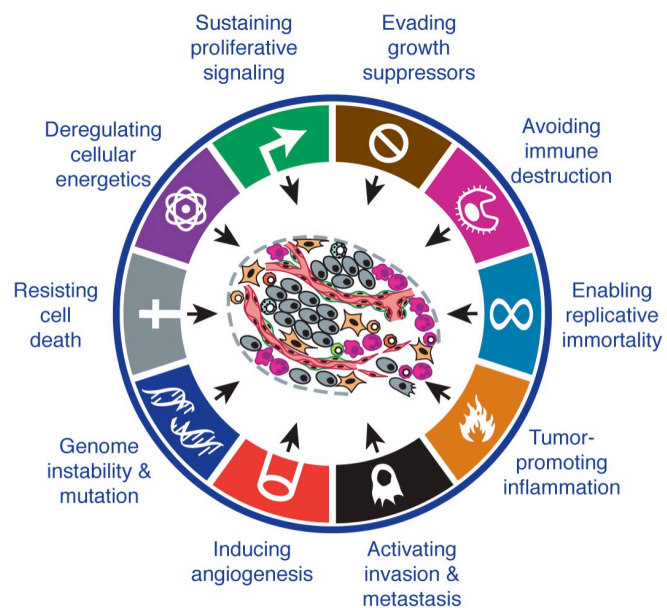 Sustaining
proliferative
signaling
Evading
growth
suppressors
Avoiding
immune
destruction
Enabling
replicative
immortality
Tumor-
promoting
inflammation
Activating
invasion &
metastasis
Inducing
angiogenesis
Genome
instability &
mutation
Resisting
cell
death
Deregulating
cellular
energetics